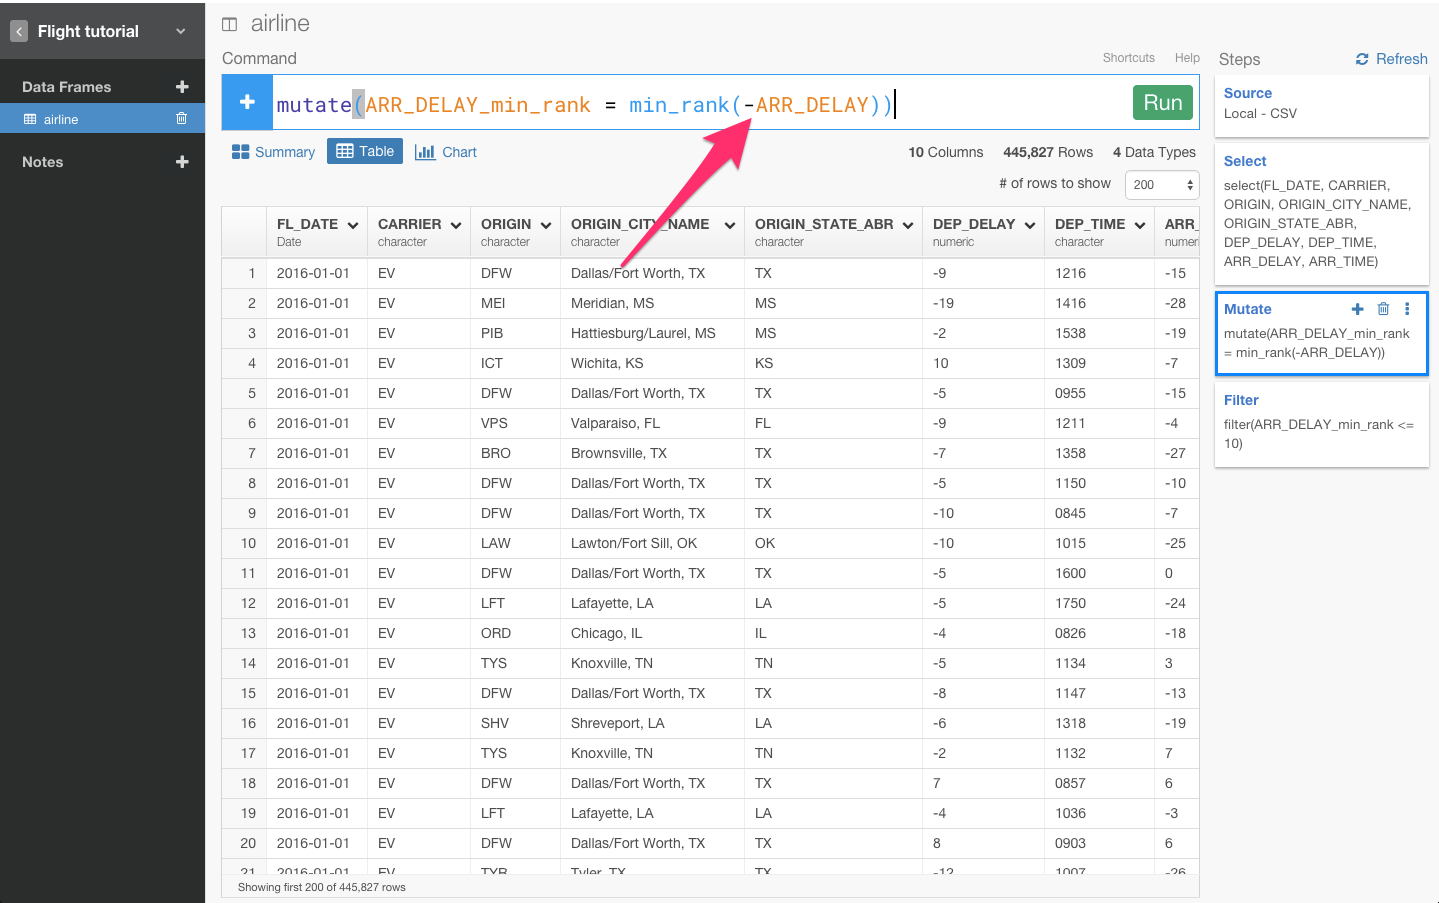 Flight tutorial
Data Frames
airline
Notes
airline
Command
Shortcuts Help
mutate(ARR_DELAY_min_rank = min_rank(-ARR_DELAY))
Run
Summary Table Chart
10 Columns 445,827 Rows 4 Data Types
# of rows to show 200
FL_DATE CARRIER ORIGIN ORIGIN_CITY_NAME ORIGIN_STATE_ABR DEP_DELAY DEP_TIME ARR_
Date character character character character numeric character numeri
1 2016-01-01 EV DFW Dallas/Fort Worth, TX TX -9 1216 -15
2 2016-01-01 EV MEI Meridian, MS MS -19 1416 -28
3 2016-01-01 EV PIB Hattiesburg/Laurel, MS MS -2 1538 -19
4 2016-01-01 EV ICT Wichita, KS KS 10 1309 -7
5 2016-01-01 EV DFW Dallas/Fort Worth, TX TX -5 0955 -15
6 2016-01-01 EV VPS Valparaiso, FL FL -9 1211 -4
7 2016-01-01 EV BRO Brownsville, TX TX -7 1358 -27
8 2016-01-01 EV DFW Dallas/Fort Worth, TX TX -5 1150 -10
9 2016-01-01 EV DFW Dallas/Fort Worth, TX TX -10 0845 -7
10 2016-01-01 EV LAW Lawton/Fort Sill, OK OK -10 1015 -25
11 2016-01-01 EV DFW Dallas/Fort Worth, TX TX -5 1600 0
12 2016-01-01 EV LFT Lafayette, LA LA -5 1750 -24
13 2016-01-01 EV ORD Chicago, IL IL -4 0826 -18
14 2016-01-01 EV TYS Knoxville, TN TN -5 1134 3
15 2016-01-01 EV DFW Dallas/Fort Worth, TX TX -8 1147 -13
16 2016-01-01 EV SHV Shreveport, LA LA -6 1318 -19
17 2016-01-01 EV TYS Knoxville, TN TN -2 1132 7
18 2016-01-01 EV DFW Dallas/Fort Worth, TX TX 7 0857 6
19 2016-01-01 EV LFT Lafayette, LA LA -4 1036 -3
20 2016-01-01 EV DFW Dallas/Fort Worth, TX TX 8 0903 6
21 2016-01-01 EV TYR Tyler, TX TX -12 1007 -26
Showing first 200 of 445,827 rows
Steps Refresh
Source
Local - CSV
Select
select(FL_DATE, CARRIER,
ORIGIN, ORIGIN_CITY_NAME,
ORIGIN_STATE_ABR,
DEP_DELAY, DEP_TIME,
ARR_DELAY, ARR_TIME)
Mutate
mutate(ARR_DELAY_min_rank
= min_rank(-ARR_DELAY))
Filter
filter(ARR_DELAY_min_rank <=
10)